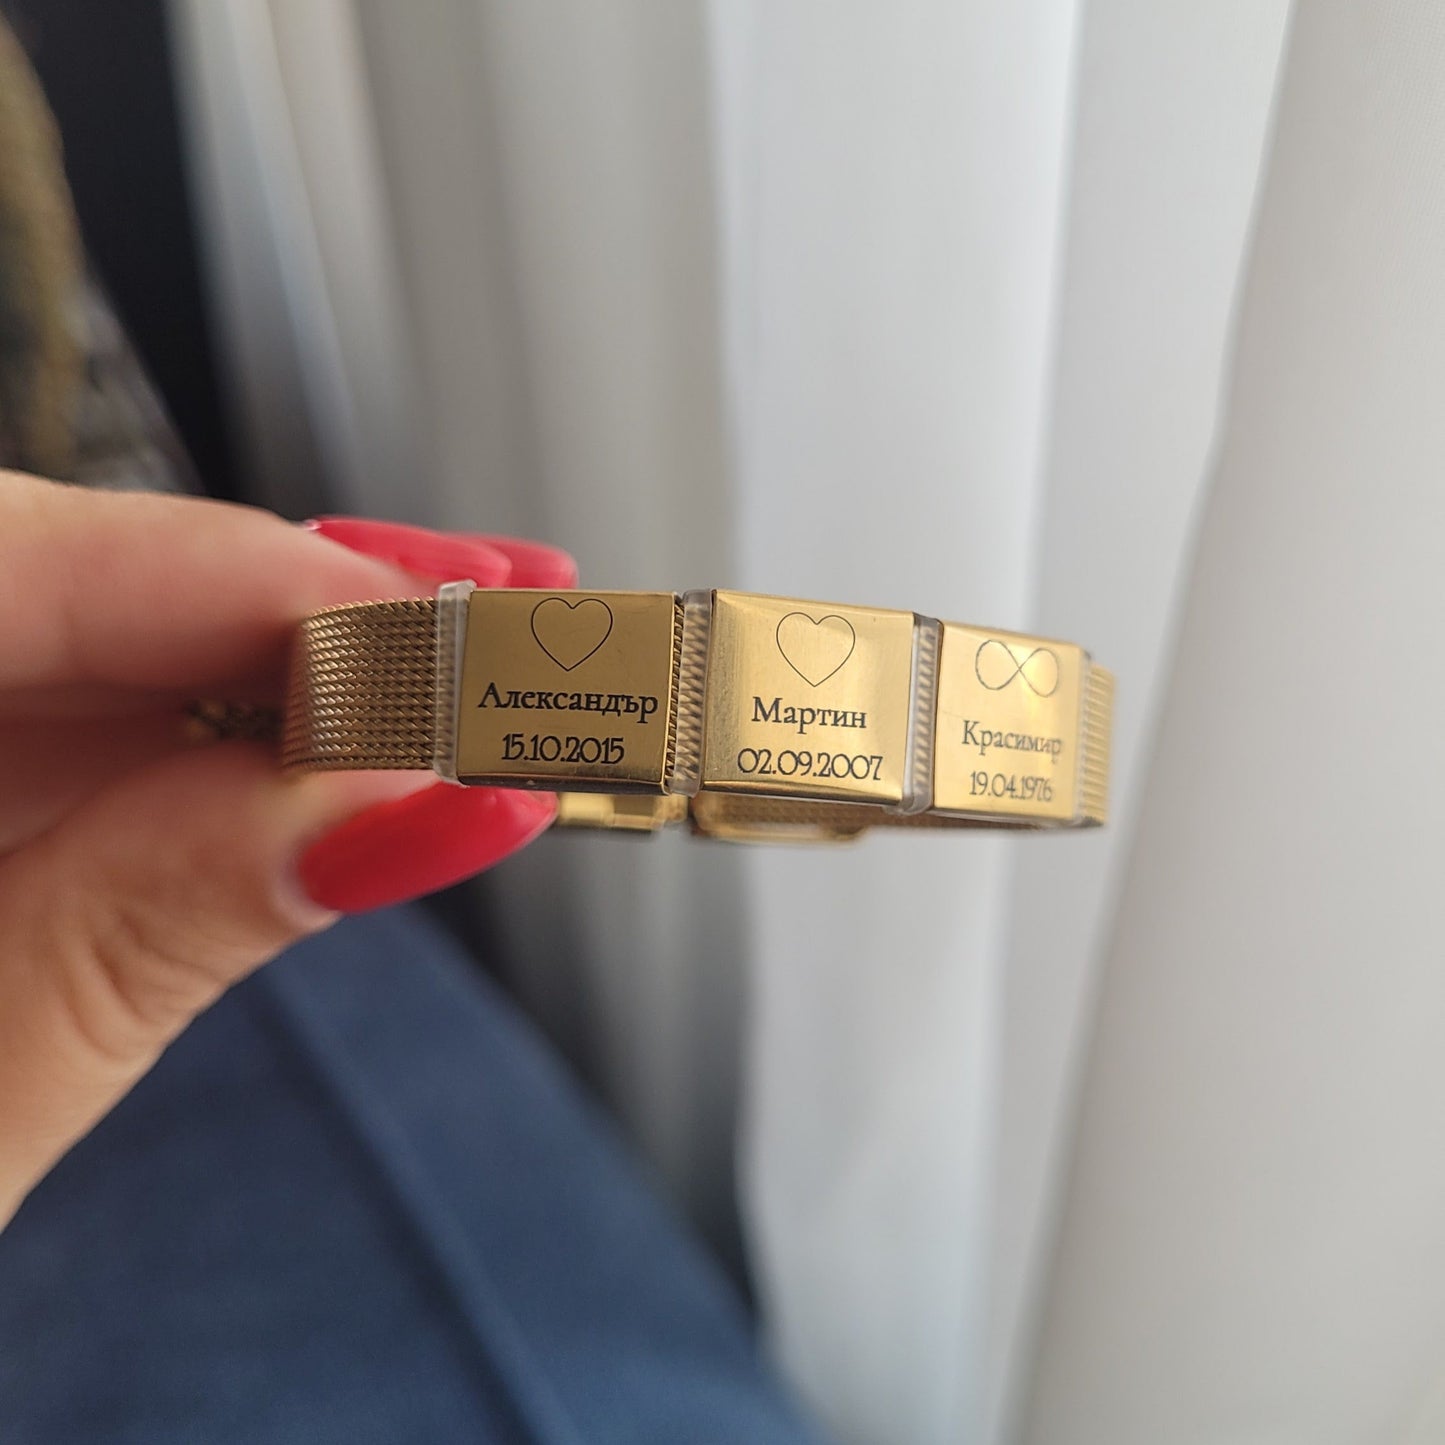 Александър
15.10.2015
Мартин
02.09.2007
Красимир
19.04.1976